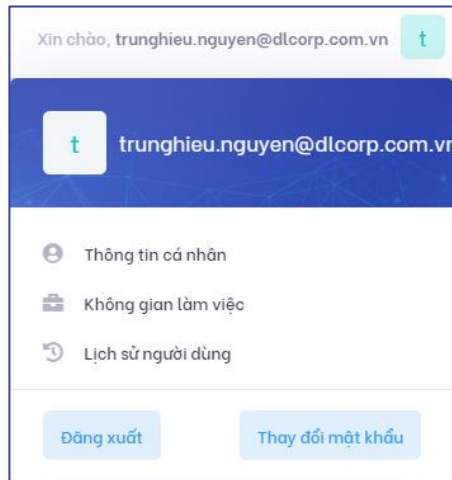 Xin chào, trunghieu.nguyen@dlcorp.com.vn t
t trunghieu.nguyen@dlcorp.com.vn
Thông tin cá nhân
Không gian làm việc
Lịch sử người dùng
Đăng xuất Thay đổi mật khẩu